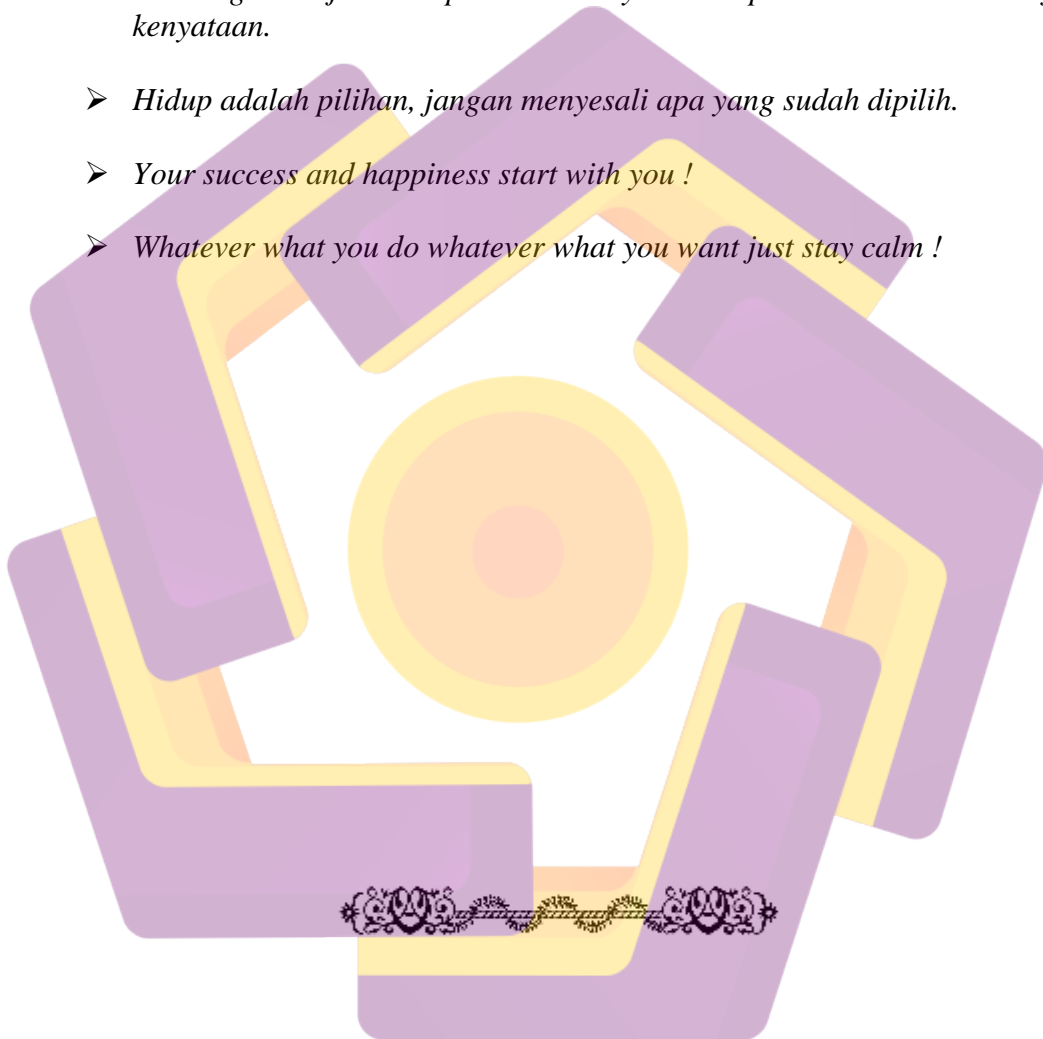 kenyataan.
➢ Hidup adalah pilihan, jangan menyesali apa yang sudah dipilih.
➢ Your success and happiness start with you !
➢ Whatever what you do whatever what you want just stay calm !